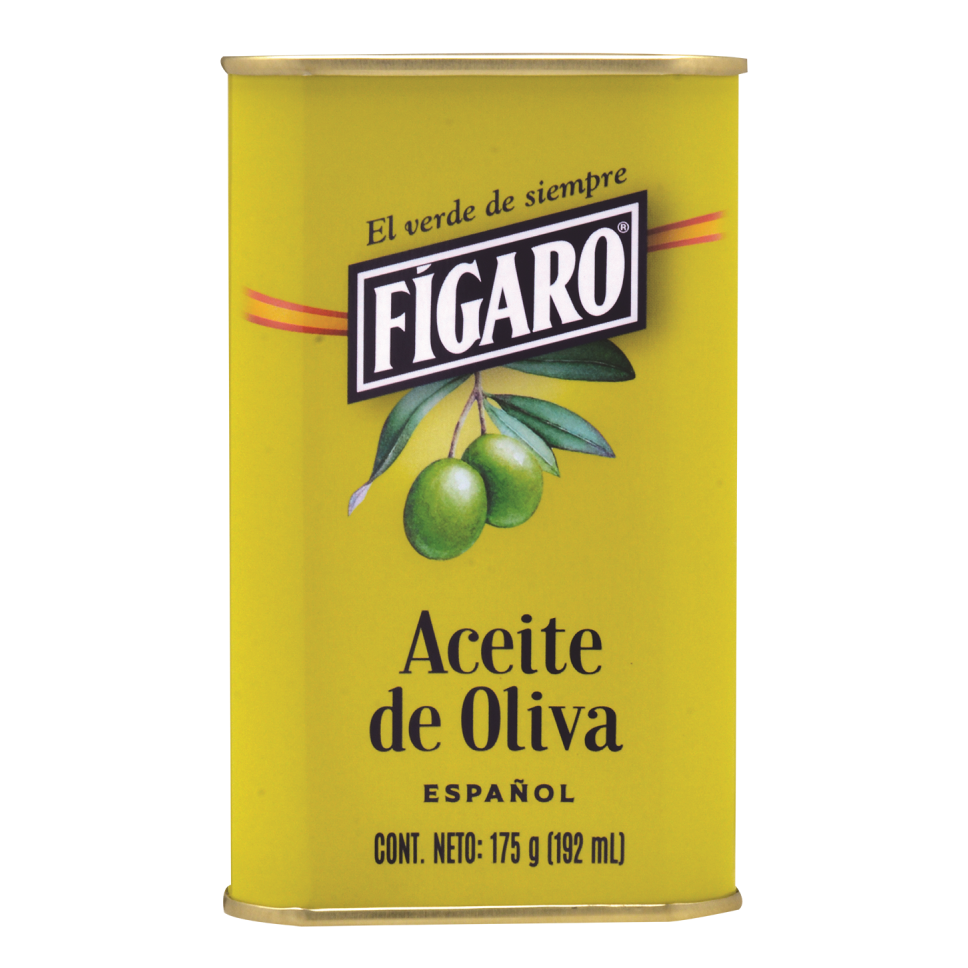 El verde de siempre
FÍGARO®
Aceite
de Oliva
ESPAÑOL
CONT. NETO: 175 g (192 mL)